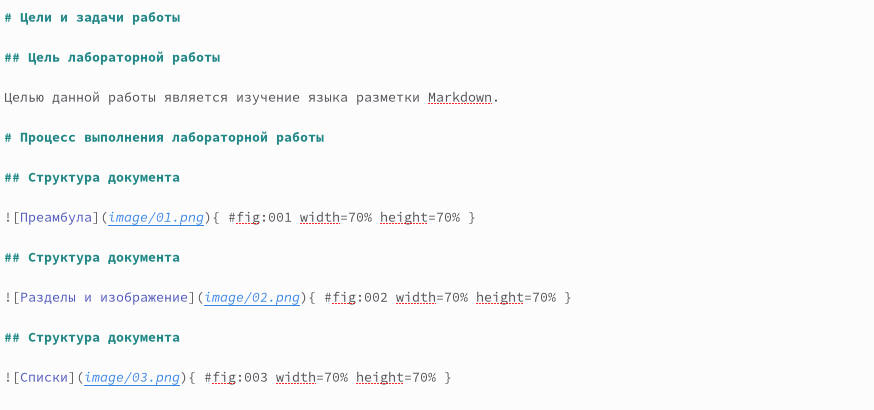 # Цели и задачи работы
## Цель лабораторной работы
Целью данной работы является изучение языка разметки Markdown.
# Процесс выполнения лабораторной работы
## Структура документа
![Преамбула](image/01.png){ #fig:001 width=70% height=70% }
## Структура документа
![Разделы и изображение](image/02.png){ #fig:002 width=70% height=70% }
## Структура документа
![Списки](image/03.png){ #fig:003 width=70% height=70% }